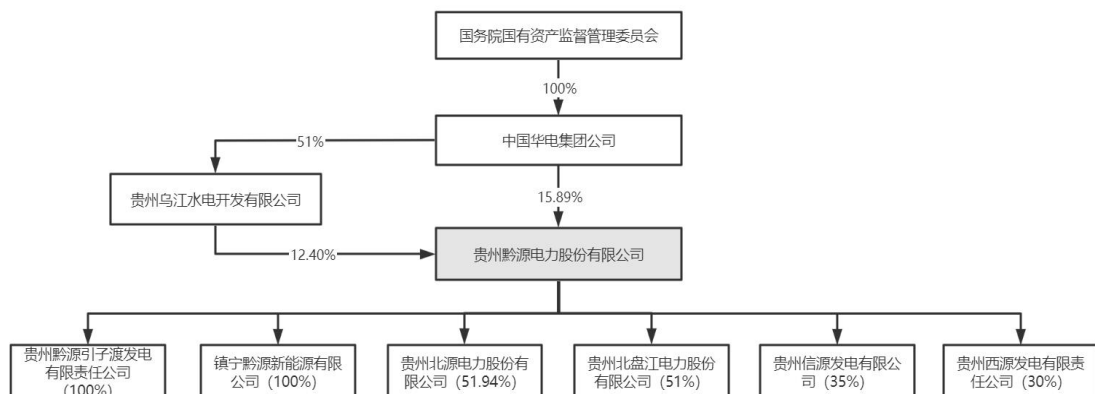 国务院国有资产监督管理委员会
100%
中国华电集团公司
51%
贵州乌江水电开发有限公司
15.89%
12.40%
贵州黔源电力股份有限公司
贵州黔源引子渡发电
有限责任公司
(100%)
镇宁黔源新能源有限
公司（100%）
贵州北源电力股份有
限公司（51.94%）
贵州北盘江电力股份
有限公司（51%）
贵州信源发电有限公
司（35%）
贵州西源发电有限责
任公司（30%）